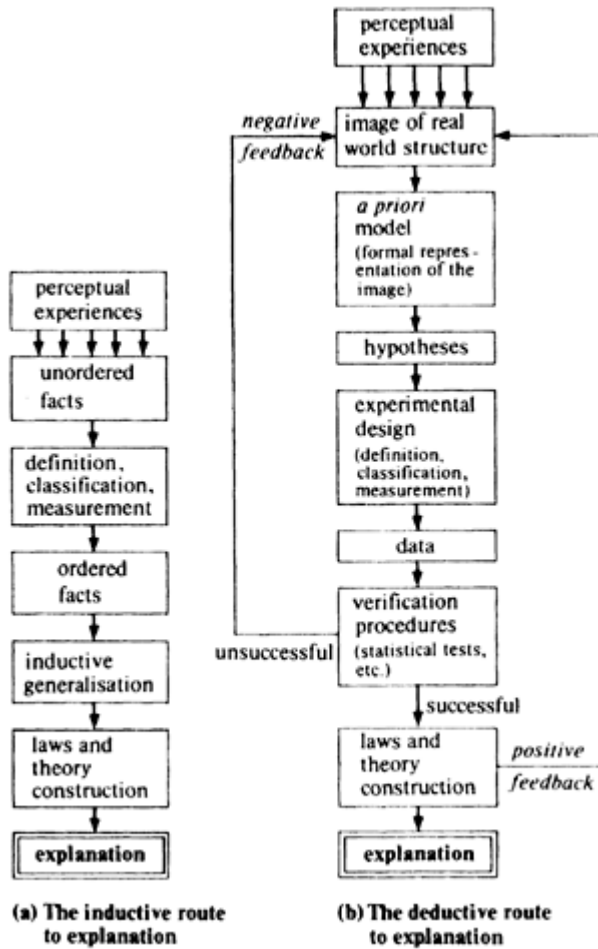 perceptual
experiences
unordered
facts
definition,
classification,
measurement
ordered
facts
inductive
generalisation
laws and
theory
construction
explanation
(a) The inductive route
to explanation
perceptual
experiences
negative
feedback
image of real
world structure
a priori
model
(formal repres-
entation of the
image)
hypotheses
experimental
design
(definition,
classification,
measurement)
data
verification
procedures
(statistical tests,
etc.)
unsuccessful
successful
laws and
theory
construction
positive
feedback
explanation
(b) The deductive route
to explanation